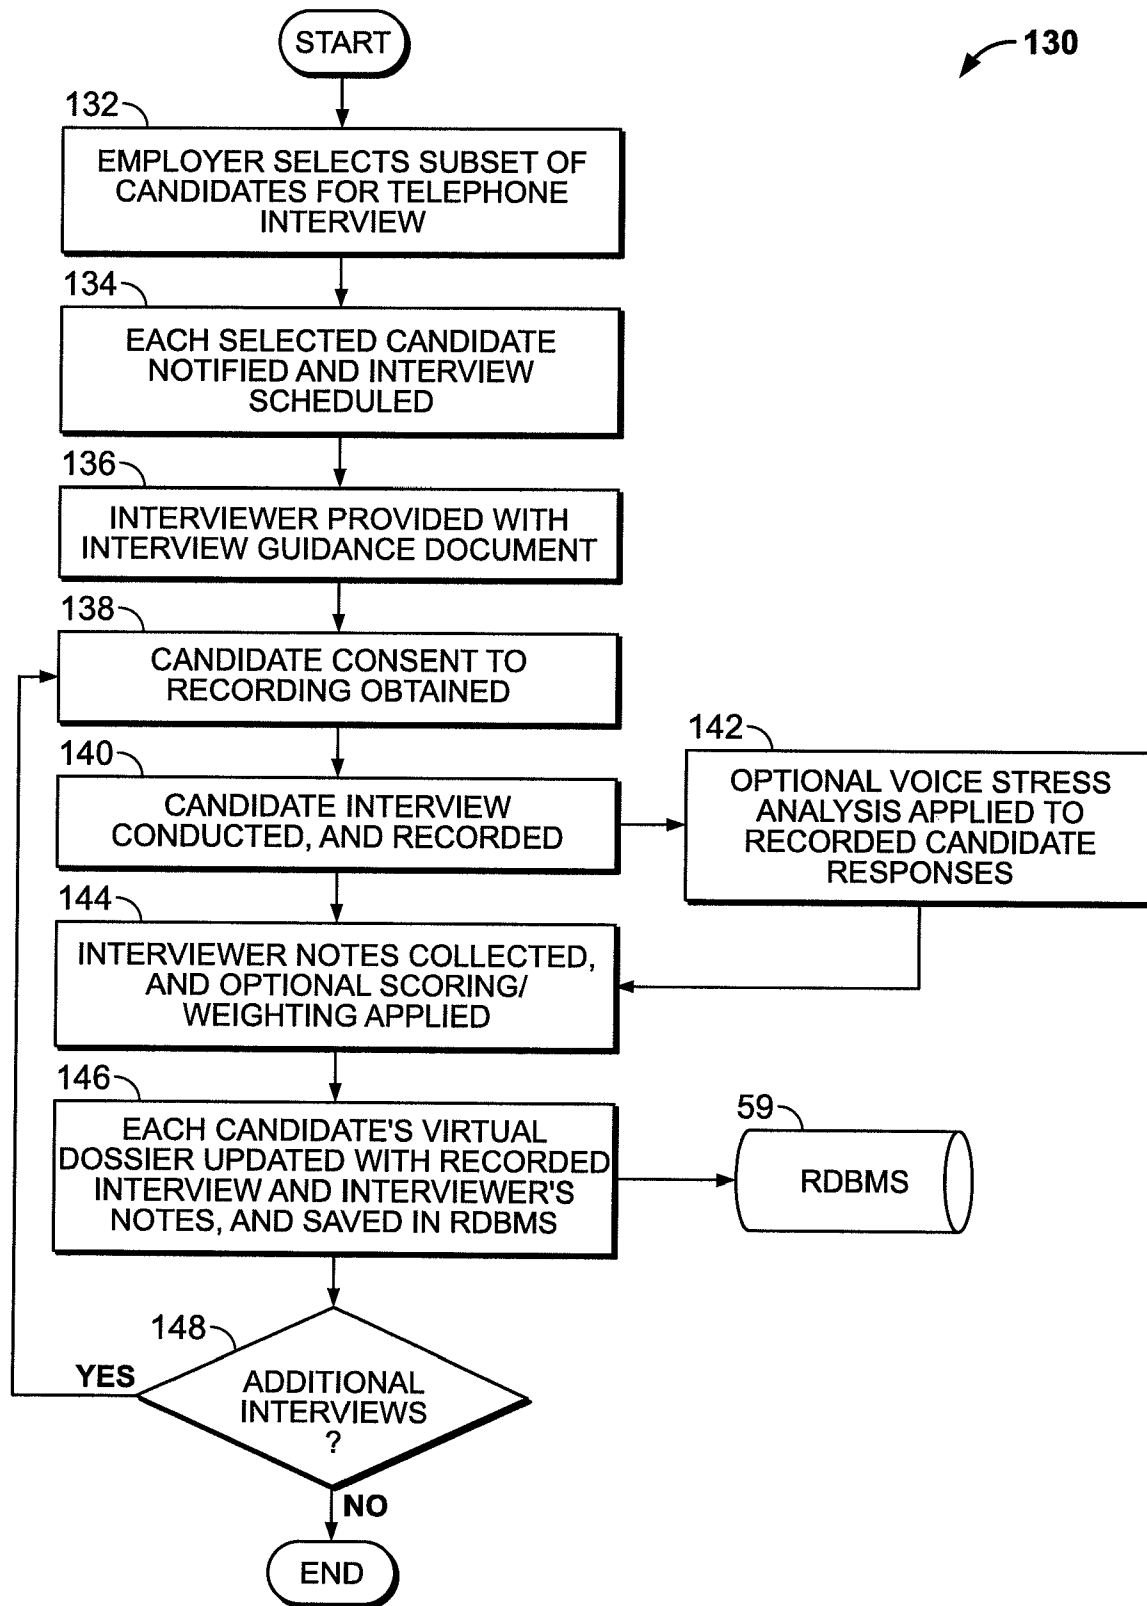 START
130
132
EMPLOYER SELECTS SUBSET OF
CANDIDATES FOR TELEPHONE
INTERVIEW
134
EACH SELECTED CANDIDATE
NOTIFIED AND INTERVIEW
SCHEDULED
136
INTERVIEWER PROVIDED WITH
INTERVIEW GUIDANCE DOCUMENT
138
CANDIDATE CONSENT TO
RECORDING OBTAINED
140
CANDIDATE INTERVIEW
CONDUCTED, AND RECORDED
142
OPTIONAL VOICE STRESS
ANALYSIS APPLIED TO
RECORDED CANDIDATE
RESPONSES
144
INTERVIEWER NOTES COLLECTED,
AND OPTIONAL SCORING/
WEIGHTING APPLIED
146
EACH CANDIDATE'S VIRTUAL
DOSSIER UPDATED WITH RECORDED
INTERVIEW AND INTERVIEWER'S
NOTES, AND SAVED IN RDBMS
59
RDBMS
148
YES
ADDITIONAL
INTERVIEWS
?
NO
END